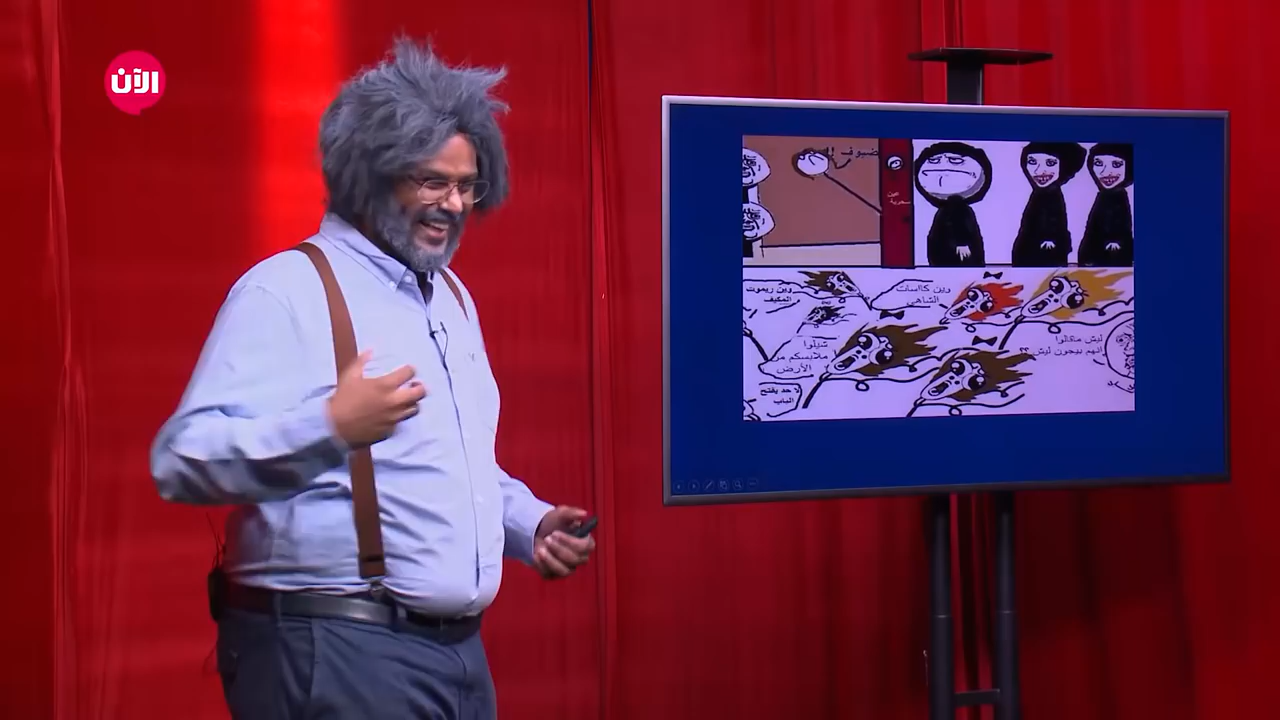 الآن
ضيوف
عين
سحرية
وين ريموت
المكيف
وين كاسات
الشاهي
شيلوا
ملابسكم من
الأرض
ليش ماقالوا
انهم بيجون ليش ؟؟
لا حد يفتح
الباب